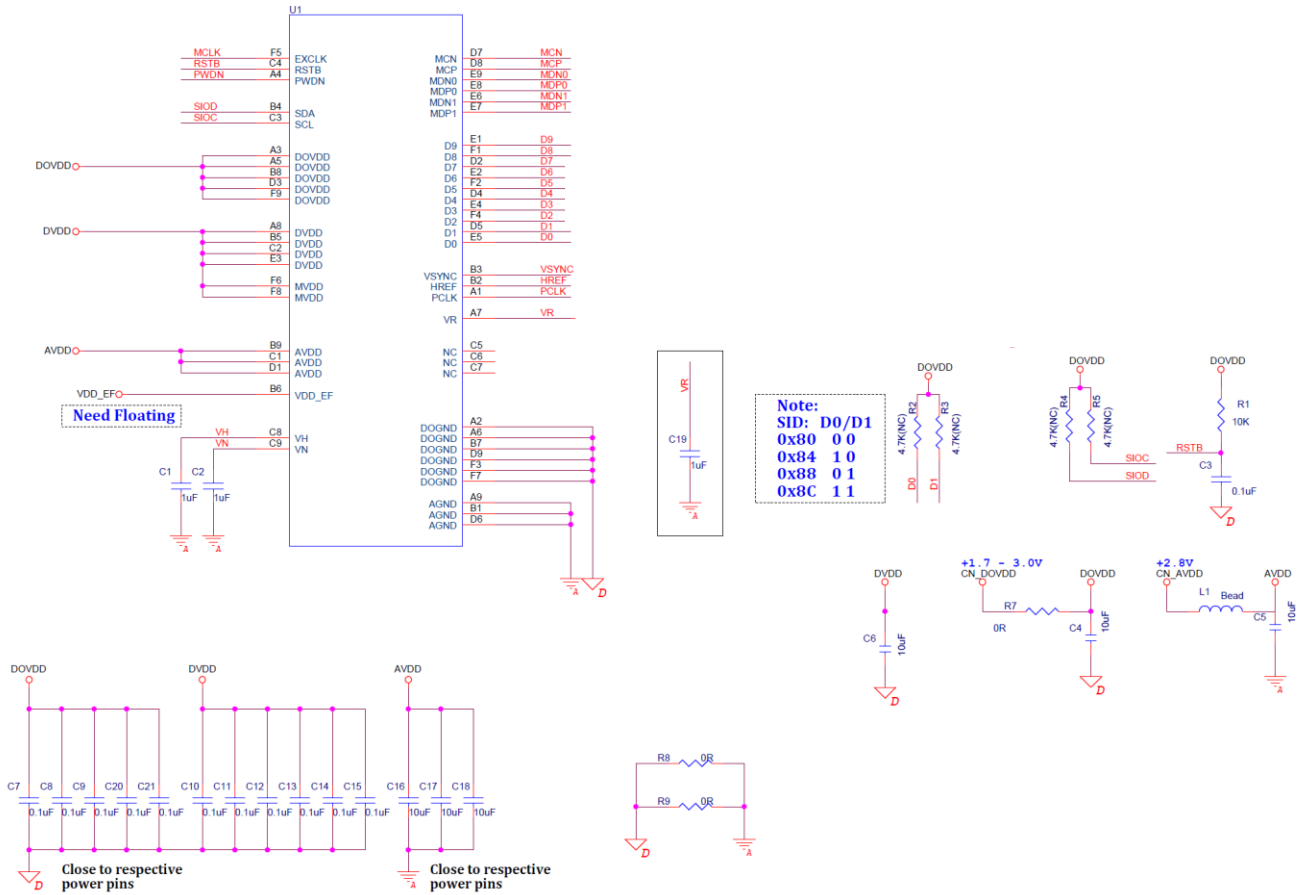 U1
MCLK F5 EXCLK
RSTB C4 RSTB
PWDN A4 PWDN
SIOD B4 SDA
SIOC C3 SCL
A3 DOVDD
DOVDD A5 DOVDD
B8 DOVDD
D3 DOVDD
F9 DOVDD
DVDD A8 DVDD
B5 DVDD
C2 DVDD
E3 DVDD
F6 MVDD
F8 MVDD
AVDD B9 AVDD
C1 AVDD
D1 AVDD
VDD_EF B6 VDD_EF
Need Floating
VH C8 VH
VN C9 VN
C1 C2
1uF 1uF
A A
MCN D7 MCN
MCP D8 MCP
MDN0 E9 MDN0
MDP0 E8 MDP0
MDN1 E6 MDN1
MDP1 E7 MDP1
D9 E1 D9
D8 F1 D8
D7 D2 D7
D6 E2 D6
D5 F2 D5
D4 D4 D4
D3 E4 D3
D2 F4 D2
D1 D5 D1
D0 E5 D0
VSYNC B3 VSYNC
HREF B2 HREF
PCLK A1 PCLK
VR A7 VR
NC C5
NC C6
NC C7
DOGND A2
DOGND A6
DOGND B7
DOGND D9
DOGND F3
DOGND F7
AGND A9
AGND B1
AGND D6
A D
VR
C19
1uF
A
Note:
SID: D0/D1
0x80 0 0
0x84 1 0
0x88 0 1
0x8C 1 1
DOVDD
R2 R3
4.7K(NC) 4.7K(NC)
D0 D1
DOVDD
R4 R5
4.7K(NC) 4.7K(NC)
SIOC
SIOD
DOVDD
R1
10K
RSTB
C3
0.1uF
D
DVDD
C6 10uF
D
+1.7 - 3.0V
CN_DOVDD DOVDD
R7
0R
C4 10uF
D
+2.8V
CN_AVDD AVDD
L1 Bead
C5 10uF
A
DOVDD DVDD AVDD
C7 C8 C9 C20 C21 C10 C11 C12 C13 C14 C15 C16 C17 C18
0.1uF 0.1uF 0.1uF 0.1uF 0.1uF 0.1uF 0.1uF 0.1uF 0.1uF 0.1uF 0.1uF 10uF 10uF 10uF
D
Close to respective
power pins
A
Close to respective
power pins
R8 0R
R9 0R
D A